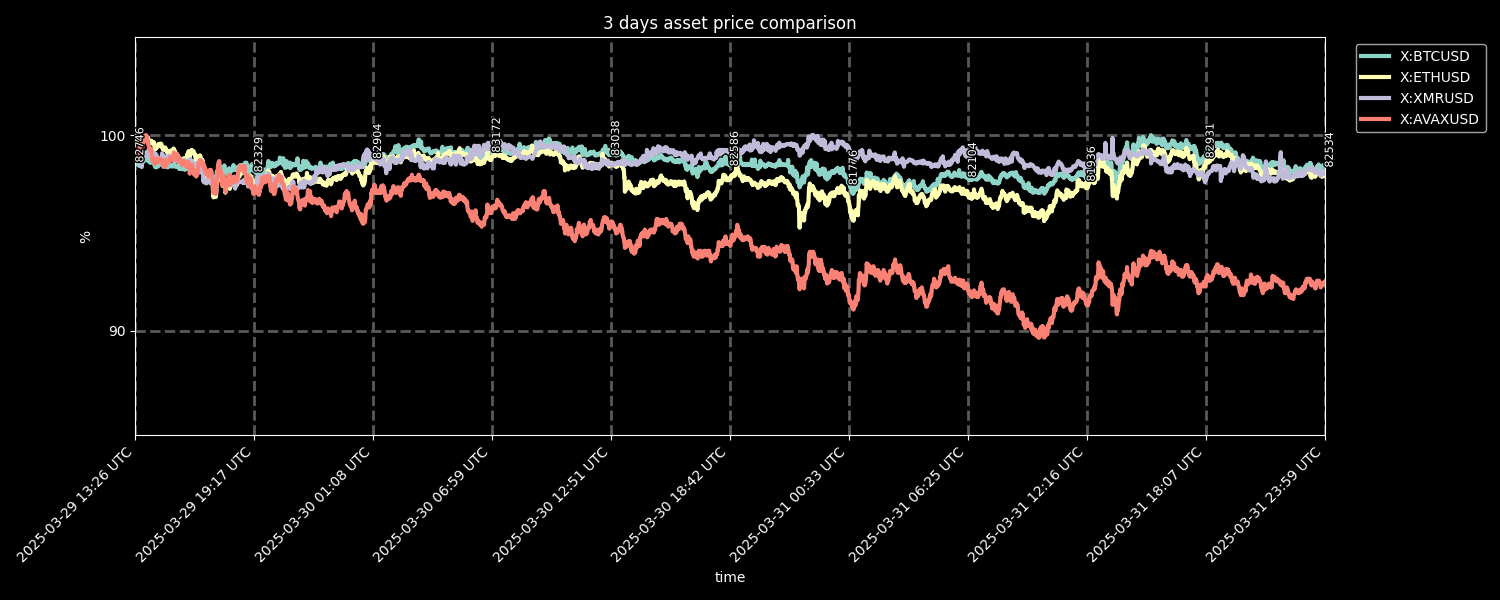 3 days asset price comparison
X:BTCUSD
X:ETHUSD
X:XMRUSD
X:AVAXUSD
100
90
%
82746
82329
82904
83172
83038
82586
81776
82104
81936
82931
82534
2025-03-29 13:26 UTC
2025-03-29 19:17 UTC
2025-03-30 01:08 UTC
2025-03-30 06:59 UTC
2025-03-30 12:51 UTC
2025-03-30 18:42 UTC
2025-03-31 00:33 UTC
2025-03-31 06:25 UTC
2025-03-31 12:16 UTC
2025-03-31 18:07 UTC
2025-03-31 23:59 UTC
time